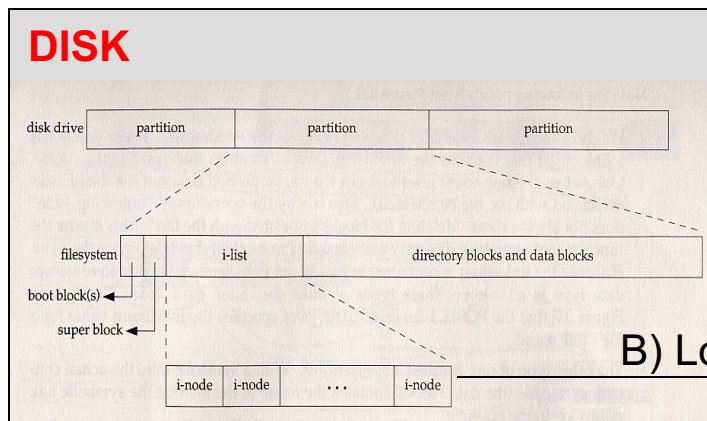 DISK
disk drive partition partition partition
filesystem i-list directory blocks and data blocks
boot block(s)
super block
B) Lo
i-node i-node ... i-node